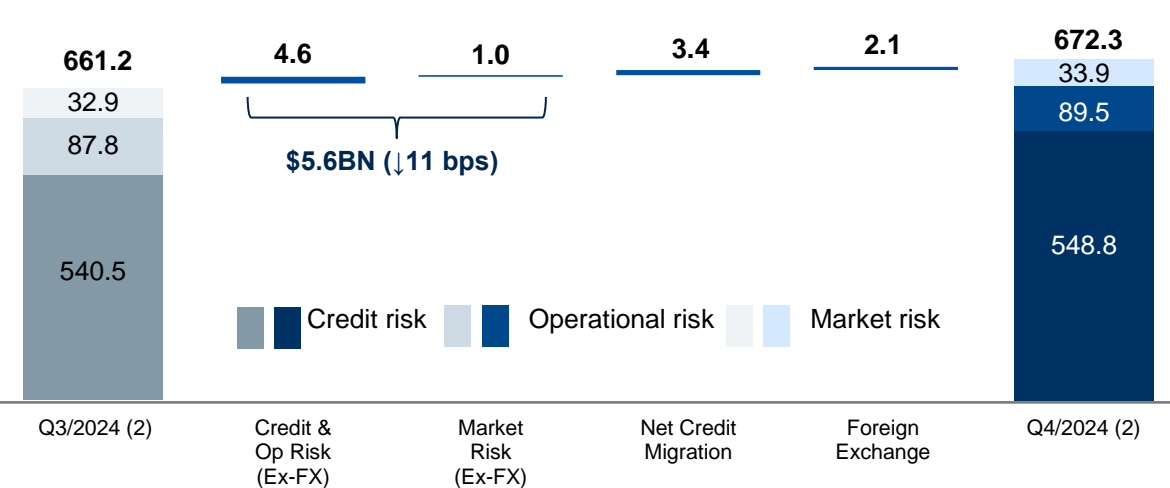 661.2
32.9
87.8
540.5
4.6
1.0
$5.6BN (↓11 bps)
3.4
2.1
672.3
33.9
89.5
548.8
Credit risk
Operational risk
Market risk
Q3/2024 (2)
Credit &
Op Risk
(Ex-FX)
Market
Risk
(Ex-FX)
Net Credit
Migration
Foreign
Exchange
Q4/2024 (2)